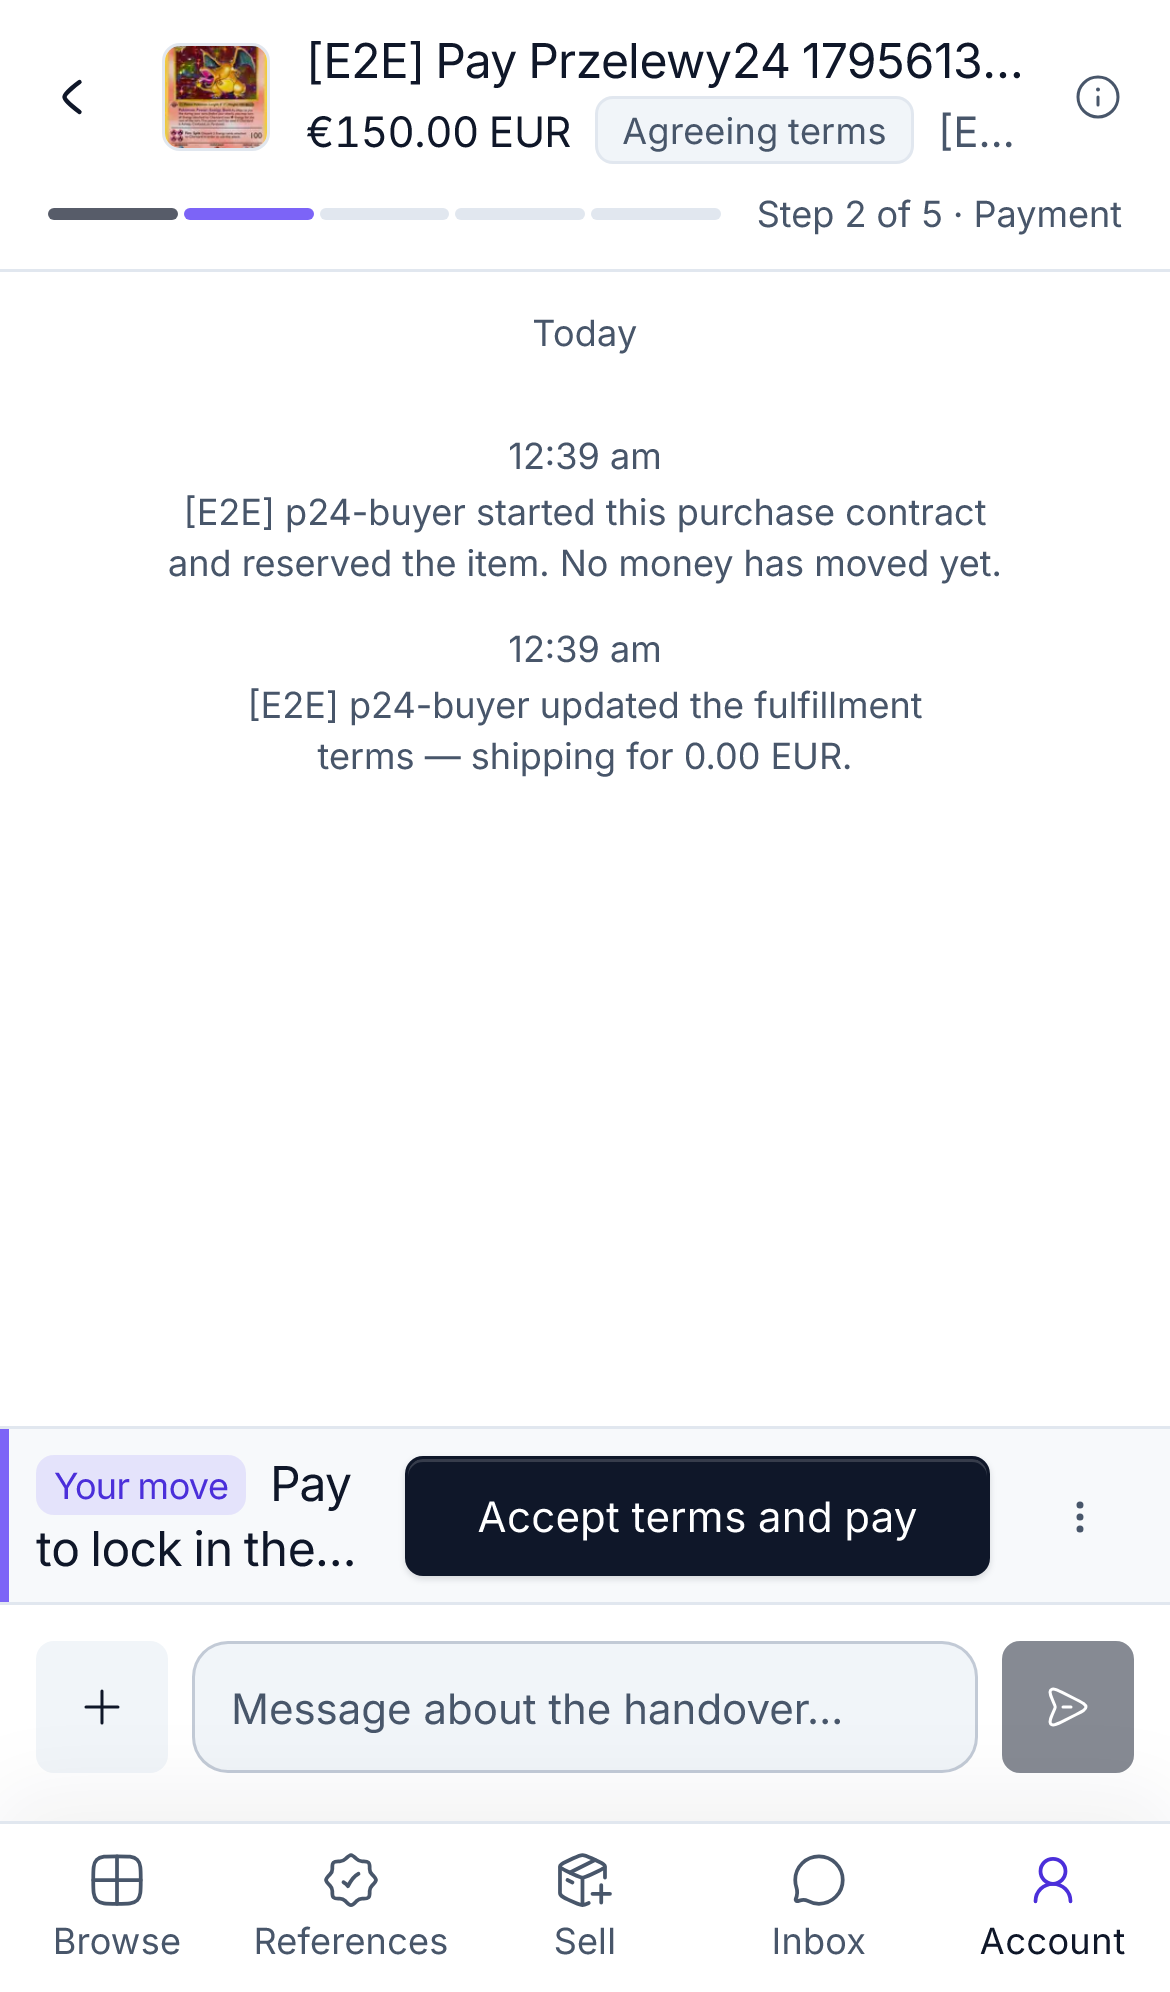 [E2E] Pay Przelewy24 1795613...
€150.00 EUR Agreeing terms [E...
Step 2 of 5 · Payment
Today
12:39 am
[E2E] p24-buyer started this purchase contract
and reserved the item. No money has moved yet.
12:39 am
[E2E] p24-buyer updated the fulfillment
terms — shipping for 0.00 EUR.
Your move Pay
to lock in the...
Accept terms and pay
Message about the handover...
Browse References Sell Inbox Account